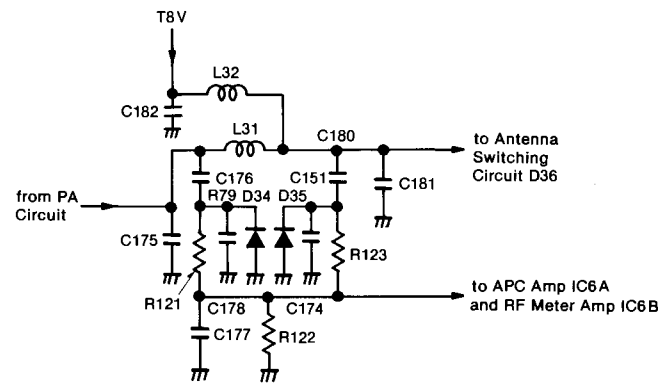 T8V
L32
C182
L31
C180
to Antenna
Switching
Circuit D36
C176
C151
C181
from PA
Circuit
R79
D34
D35
C175
R123
R121
C178
C174
to APC Amp IC6A
and RF Meter Amp IC6B
C177
R122